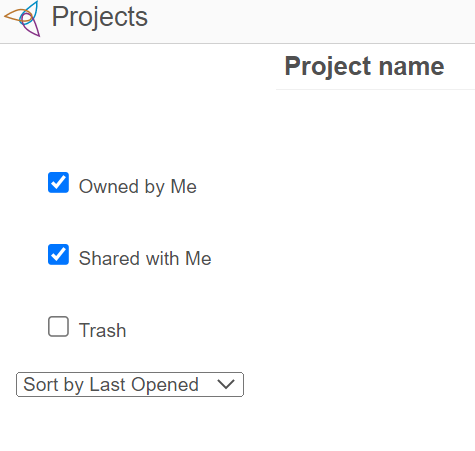 Projects
Project name
Owned by Me
Shared with Me
Trash
Sort by Last Opened